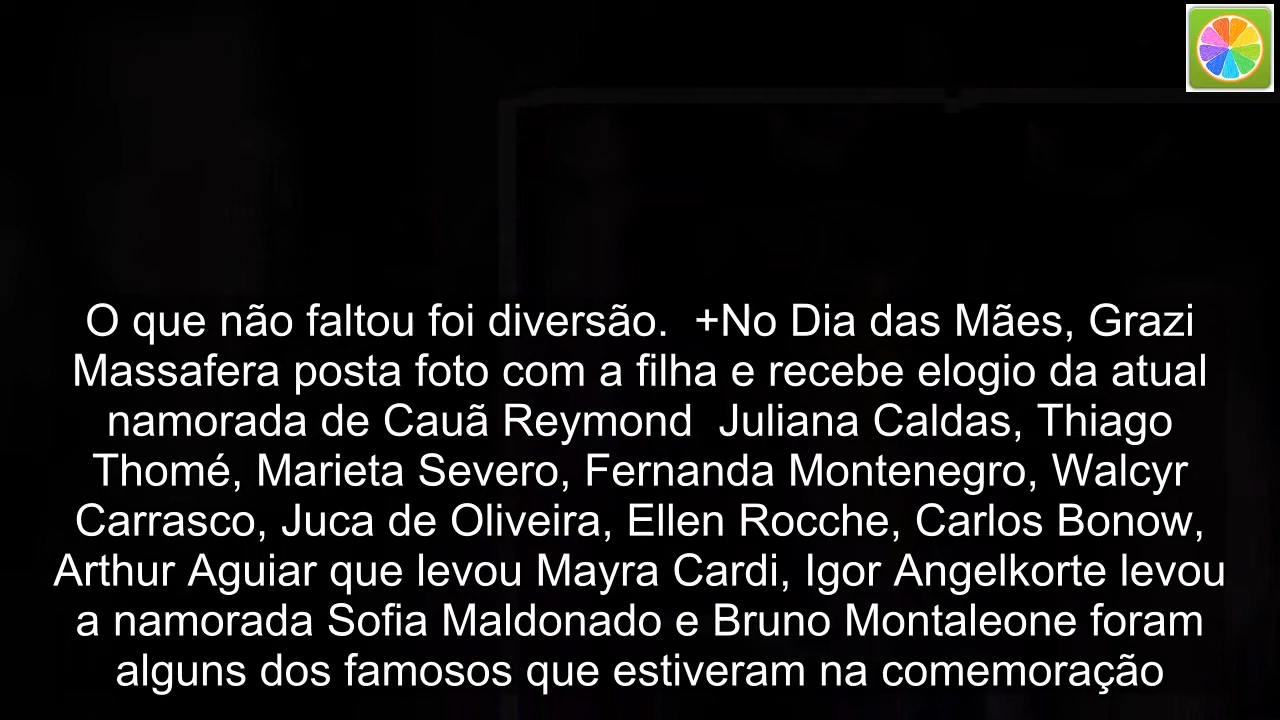 O que não faltou foi diversão.  +No Dia das Mães, Grazi
Massafera posta foto com a filha e recebe elogio da atual
namorada de Cauã Reymond  Juliana Caldas, Thiago
Thomé, Marieta Severo, Fernanda Montenegro, Walcyr
Carrasco, Juca de Oliveira, Ellen Rocche, Carlos Bonow,
Arthur Aguiar que levou Mayra Cardi, Igor Angelkorte levou
a namorada Sofia Maldonado e Bruno Montaleone foram
alguns dos famosos que estiveram na comemoração